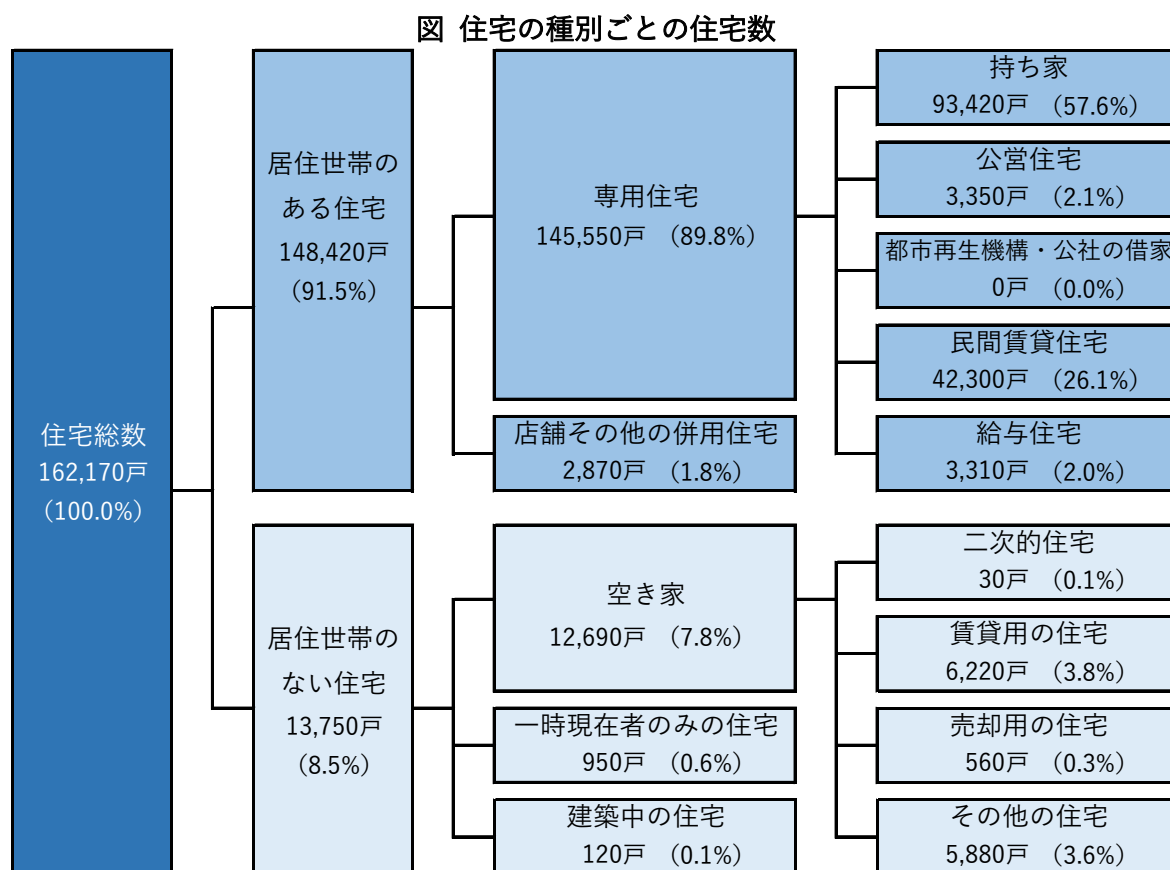 図 住宅の種別ごとの住宅数
住宅総数
162,170戸
(100.0%)
居住世帯の
ある住宅
148,420戸
(91.5%)
専用住宅
145,550戸 (89.8%)
店舗その他の併用住宅
2,870戸 (1.8%)
持ち家
93,420戸 (57.6%)
公営住宅
3,350戸 (2.1%)
都市再生機構・公社の借家
0戸 (0.0%)
民間賃貸住宅
42,300戸 (26.1%)
給与住宅
3,310戸 (2.0%)
居住世帯の
ない住宅
13,750戸
(8.5%)
空き家
12,690戸 (7.8%)
一時現在者のみの住宅
950戸 (0.6%)
建築中の住宅
120戸 (0.1%)
二次的住宅
30戸 (0.1%)
賃貸用の住宅
6,220戸 (3.8%)
売却用の住宅
560戸 (0.3%)
その他の住宅
5,880戸 (3.6%)